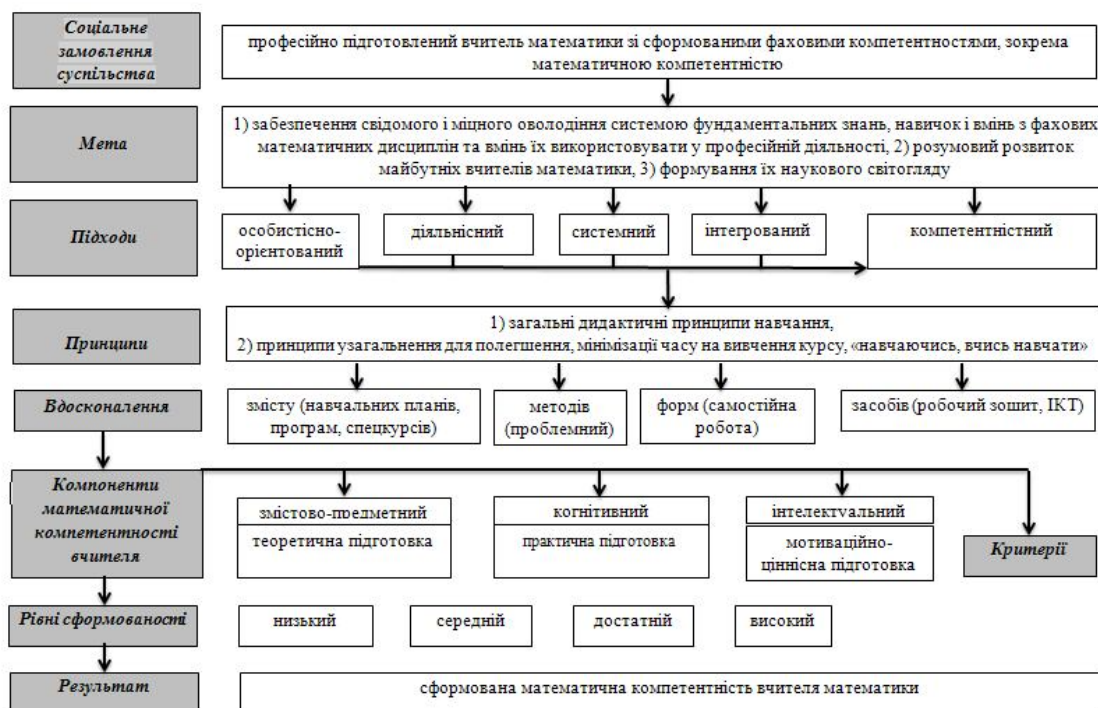 Соціальне
замовлення
суспільства
професійно підготовлений вчитель математики зі сформованими фаховими компетентностями, зокрема
математичною компетентністю
Мета
1) забезпечення свідомого і міцного оволодіння системою фундаментальних знань, навичок і вмінь з фахових
математичних дисциплін та вмінь їх використовувати у професійній діяльності, 2) розумовий розвиток
майбутніх вчителів математики, 3) формування їх наукового світогляду
Підходи
особистісно-
орієнтований
діяльнісний
системний
інтегрований
компетентністний
Принципи
1) загальні дидактичні принципи навчання,
2) принципи узагальнення для полегшення, мінімізації часу на вивчення курсу, «навчаючись, вчись навчати»
Вдосконалення
змісту (навчальних планів,
програм, спецкурсів)
методів
(проблемний)
форм (самостійна
робота)
засобів (робочий зошит, ІКТ)
Компоненти
математичної
компетентності
вчителя
змістово-предметний
теоретична підготовка
когнітивний
практична підготовка
інтелектуальний
мотиваційно-
ціннісна підготовка
Критерії
Рівні сформованості
низький
середній
достатній
високий
Результат
сформована математична компетентність вчителя математики